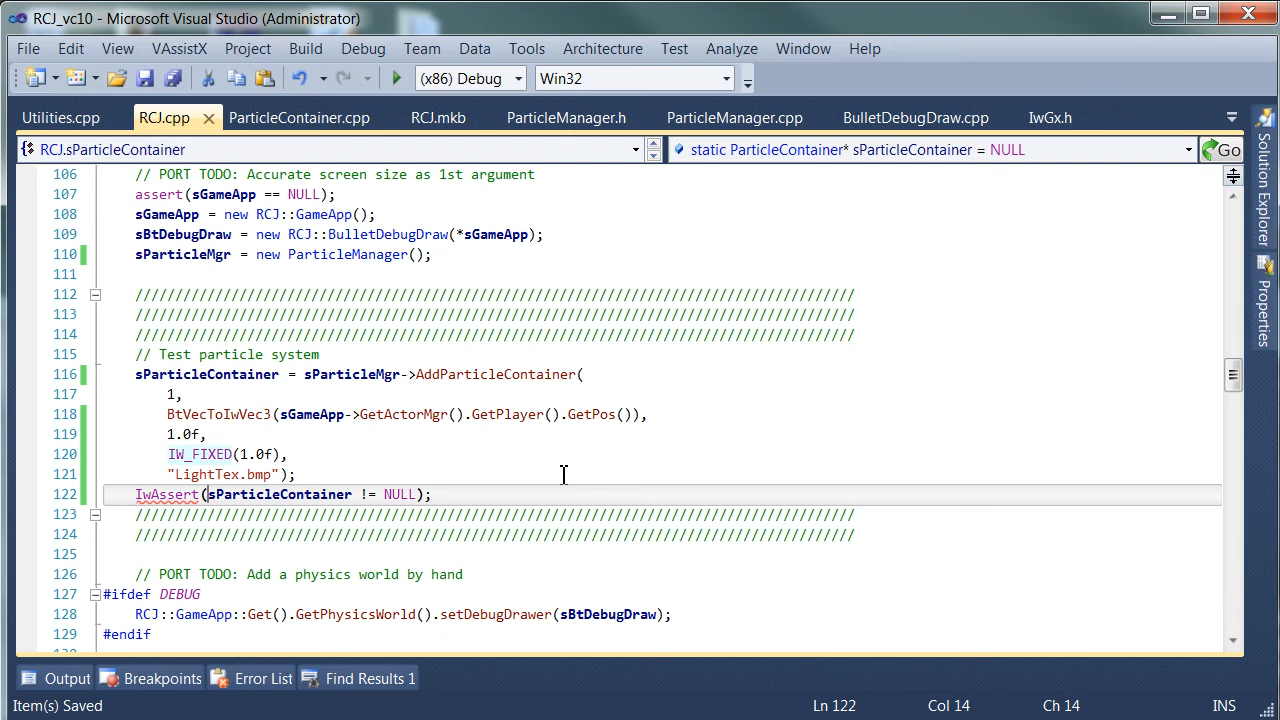 RCJ_vc10 - Microsoft Visual Studio (Administrator)
File Edit View VAssistX Project Build Debug Team Data Tools Architecture Test Analyze Window Help
(x86) Debug Win32
Utilities.cpp RCJ.cpp ParticleContainer.cpp RCJ.mkb ParticleManager.h ParticleManager.cpp BulletDebugDraw.cpp IwGx.h
RCJ.sParticleContainer static ParticleContainer* sParticleContainer = NULL Go
106 // PORT TODO: Accurate screen size as 1st argument
107 assert(sGameApp == NULL);
108 sGameApp = new RCJ::GameApp();
109 sBtDebugDraw = new RCJ::BulletDebugDraw(*sGameApp);
110 sParticleMgr = new ParticleManager();
111
112 //////////////////////////////////////////////////////////////////////////////////////////
113 //////////////////////////////////////////////////////////////////////////////////////////
114 //////////////////////////////////////////////////////////////////////////////////////////
115 // Test particle system
116 sParticleContainer = sParticleMgr->AddParticleContainer(
117 1,
118 BtVecToIwVec3(sGameApp->GetActorMgr().GetPlayer().GetPos()),
119 1.0f,
120 IW_FIXED(1.0f),
121 "LightTex.bmp");
122 IwAssert(sParticleContainer != NULL);
123 //////////////////////////////////////////////////////////////////////////////////////////
124 //////////////////////////////////////////////////////////////////////////////////////////
125
126 // PORT TODO: Add a physics world by hand
127 #ifdef DEBUG
128 RCJ::GameApp::Get().GetPhysicsWorld().setDebugDrawer(sBtDebugDraw);
129 #endif
Solution Explorer
Properties
Output Breakpoints Error List Find Results 1
Item(s) Saved Ln 122 Col 14 Ch 14 INS